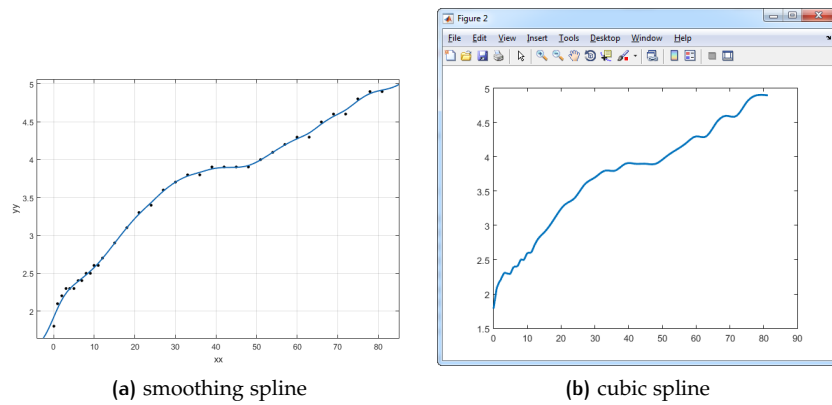 5
4.5
4
3.5
3
2.5
2
yy
0 10 20 30 40 50 60 70 80
xx
(a) smoothing spline
Figure 2
File Edit View Insert Tools Desktop Window Help
5
4.5
4
3.5
3
2.5
2
1.5
0 10 20 30 40 50 60 70 80 90
(b) cubic spline